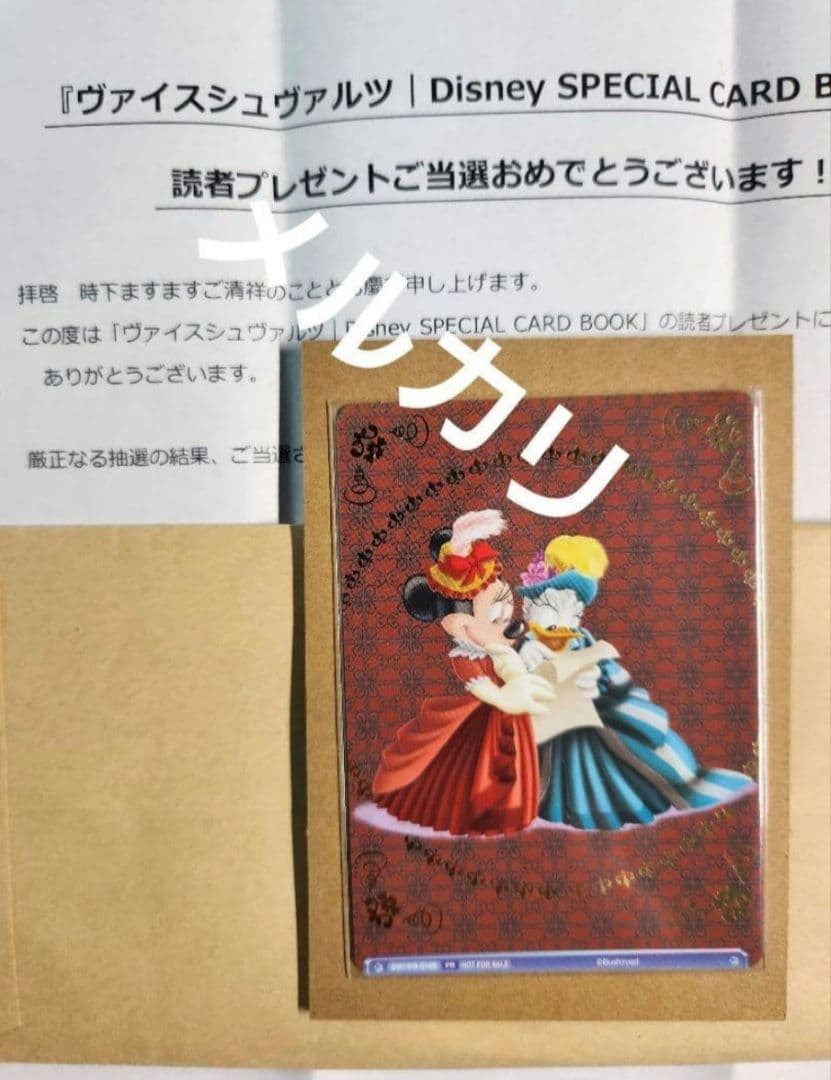 『ヴァイスシュヴァルツ｜Disney SPECIAL CARD B
読者プレゼントご当選おめでとうございます！
拝啓　時下ますますご清祥のことと 慶 申し上げます。
この度は「ヴァイスシュヴァルツ｜Disney SPECIAL CARD BOOK」の読者プレゼントに
ありがとうございます。
厳正なる抽選の結果、ご当選さ
メルカリ
PR NOT FOR SALE
©Bushiroad